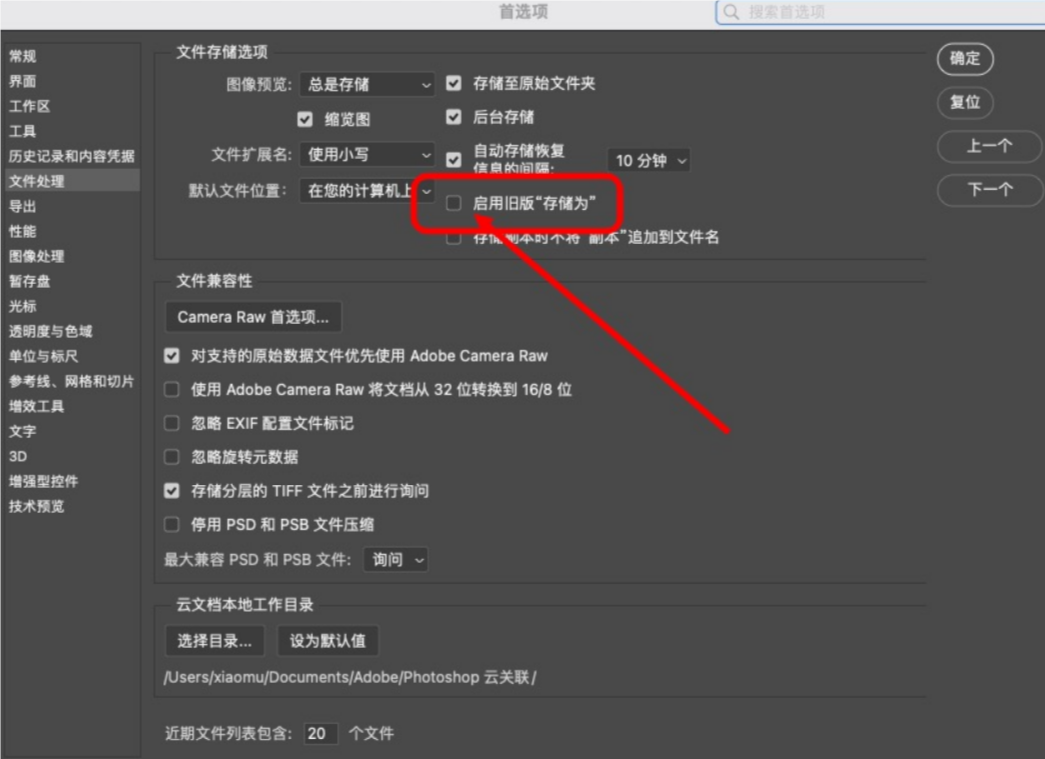 首选项
搜索首选项
常规
界面
工作区
工具
历史记录和内容凭据
文件处理
导出
性能
图像处理
暂存盘
光标
透明度与色域
单位与标尺
参考线、网格和切片
增效工具
文字
3D
增强型控件
技术预览
文件存储选项
图像预览: 总是存储
缩览图
文件扩展名: 使用小写
默认文件位置: 在您的计算机上
存储至原始文件夹
后台存储
自动存储恢复
信息的间隔:
10 分钟
启用旧版“存储为”
存储副本时不将“副本”追加到文件名
文件兼容性
Camera Raw 首选项...
对支持的原始数据文件优先使用 Adobe Camera Raw
使用 Adobe Camera Raw 将文档从 32 位转换到 16/8 位
忽略 EXIF 配置文件标记
忽略旋转元数据
存储分层的 TIFF 文件之前进行询问
停用 PSD 和 PSB 文件压缩
最大兼容 PSD 和 PSB 文件: 询问
云文档本地工作目录
选择目录... 设为默认值
/Users/xiaomu/Documents/Adobe/Photoshop 云关联/
近期文件列表包含: 20 个文件
确定
复位
上一个
下一个